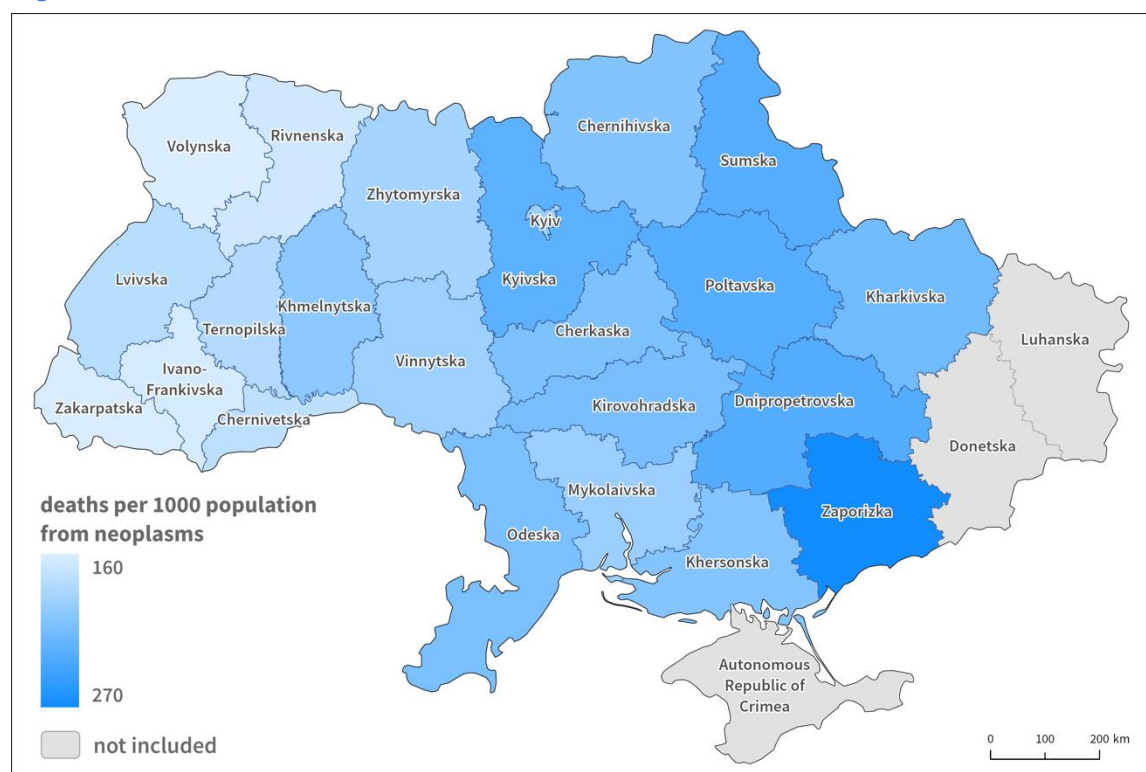 Chernihivska
Volynska
Rivnenska
Sumska
Zhytomyrska
Kyiv
Lvivska
Kyivska
Poltavska
Kharkivska
Khmelnytska
Ternopilska
Cherkaska
Luhanska
Vinnytska
Ivano-
Frankivska
Zakarpatska
Chernivetska
Kirovohradska
Dnipropetrovska
Donetska
Mykolaivska
Zaporizka
Odeska
Khersonska
Autonomous
Republic of
Crimea
deaths per 1000 population
from neoplasms
160
270
not included
0 100 200 km